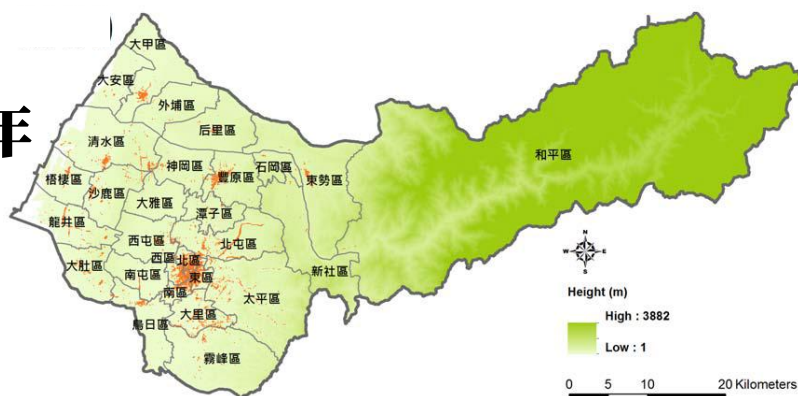 年
大甲區
大安區
外埔區
后里區
清水區
神岡區
豐原區
石岡區
東勢區
和平區
梧棲區
沙鹿區
大雅區
潭子區
龍井區
西屯區
北屯區
西區
北區
大肚區
南屯區
東區
新社區
南區
太平區
大里區
烏日區
霧峰區
N
W E
S
Height (m)
High : 3882
Low : 1
0 5 10 20 Kilometers